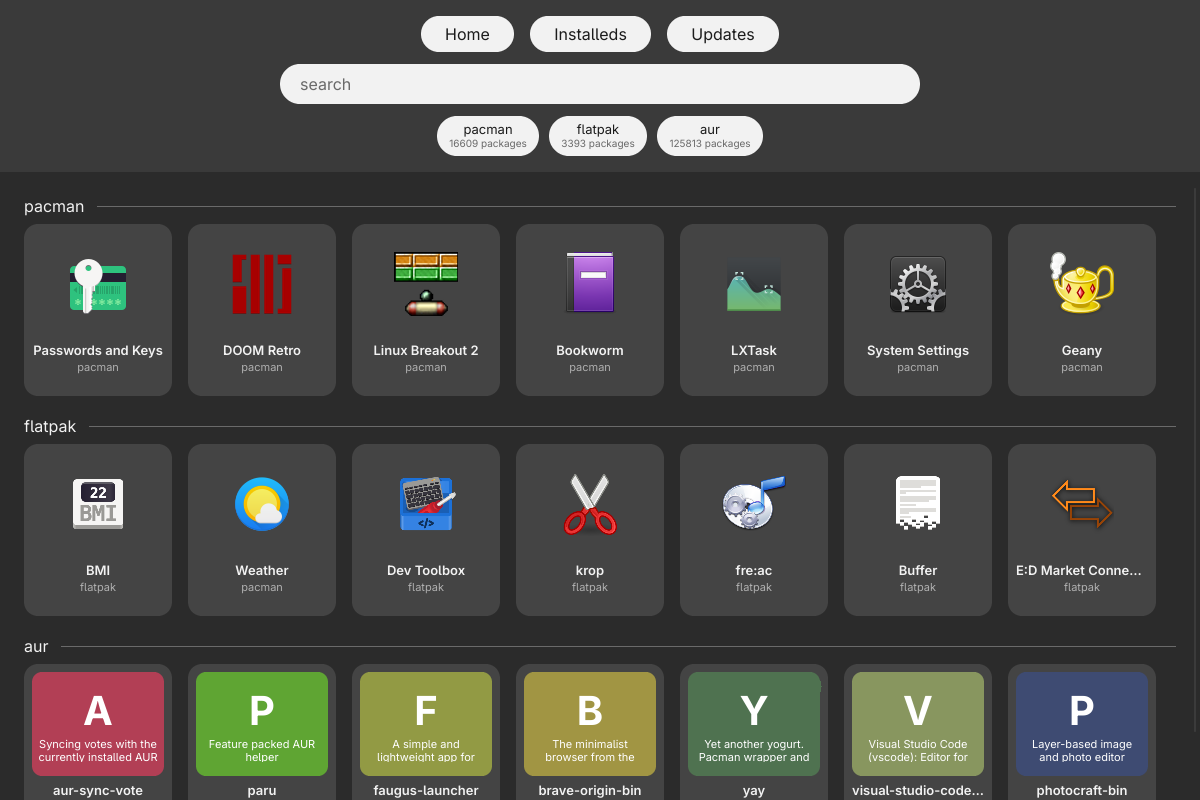 Home Installeds Updates
search
pacman flatpak aur
16609 packages 3393 packages 125813 packages
pacman
Passwords and Keys DOOM Retro Linux Breakout 2 Bookworm LXTask System Settings Geany
pacman pacman pacman pacman pacman pacman pacman
flatpak
22
BMI
</>
BMI Weather Dev Toolbox krop fre:ac Buffer E:D Market Conne...
flatpak pacman flatpak flatpak flatpak flatpak flatpak
aur
A P F B Y V P
Syncing votes with the Feature packed AUR A simple and The minimalist Yet another yogurt. Visual Studio Code Layer-based image
currently installed AUR helper lightweight app for browser from the Pacman wrapper and (vscode): Editor for and photo editor
aur-sync-vote paru faugus-launcher brave-origin-bin yay visual-studio-code... photocraft-bin